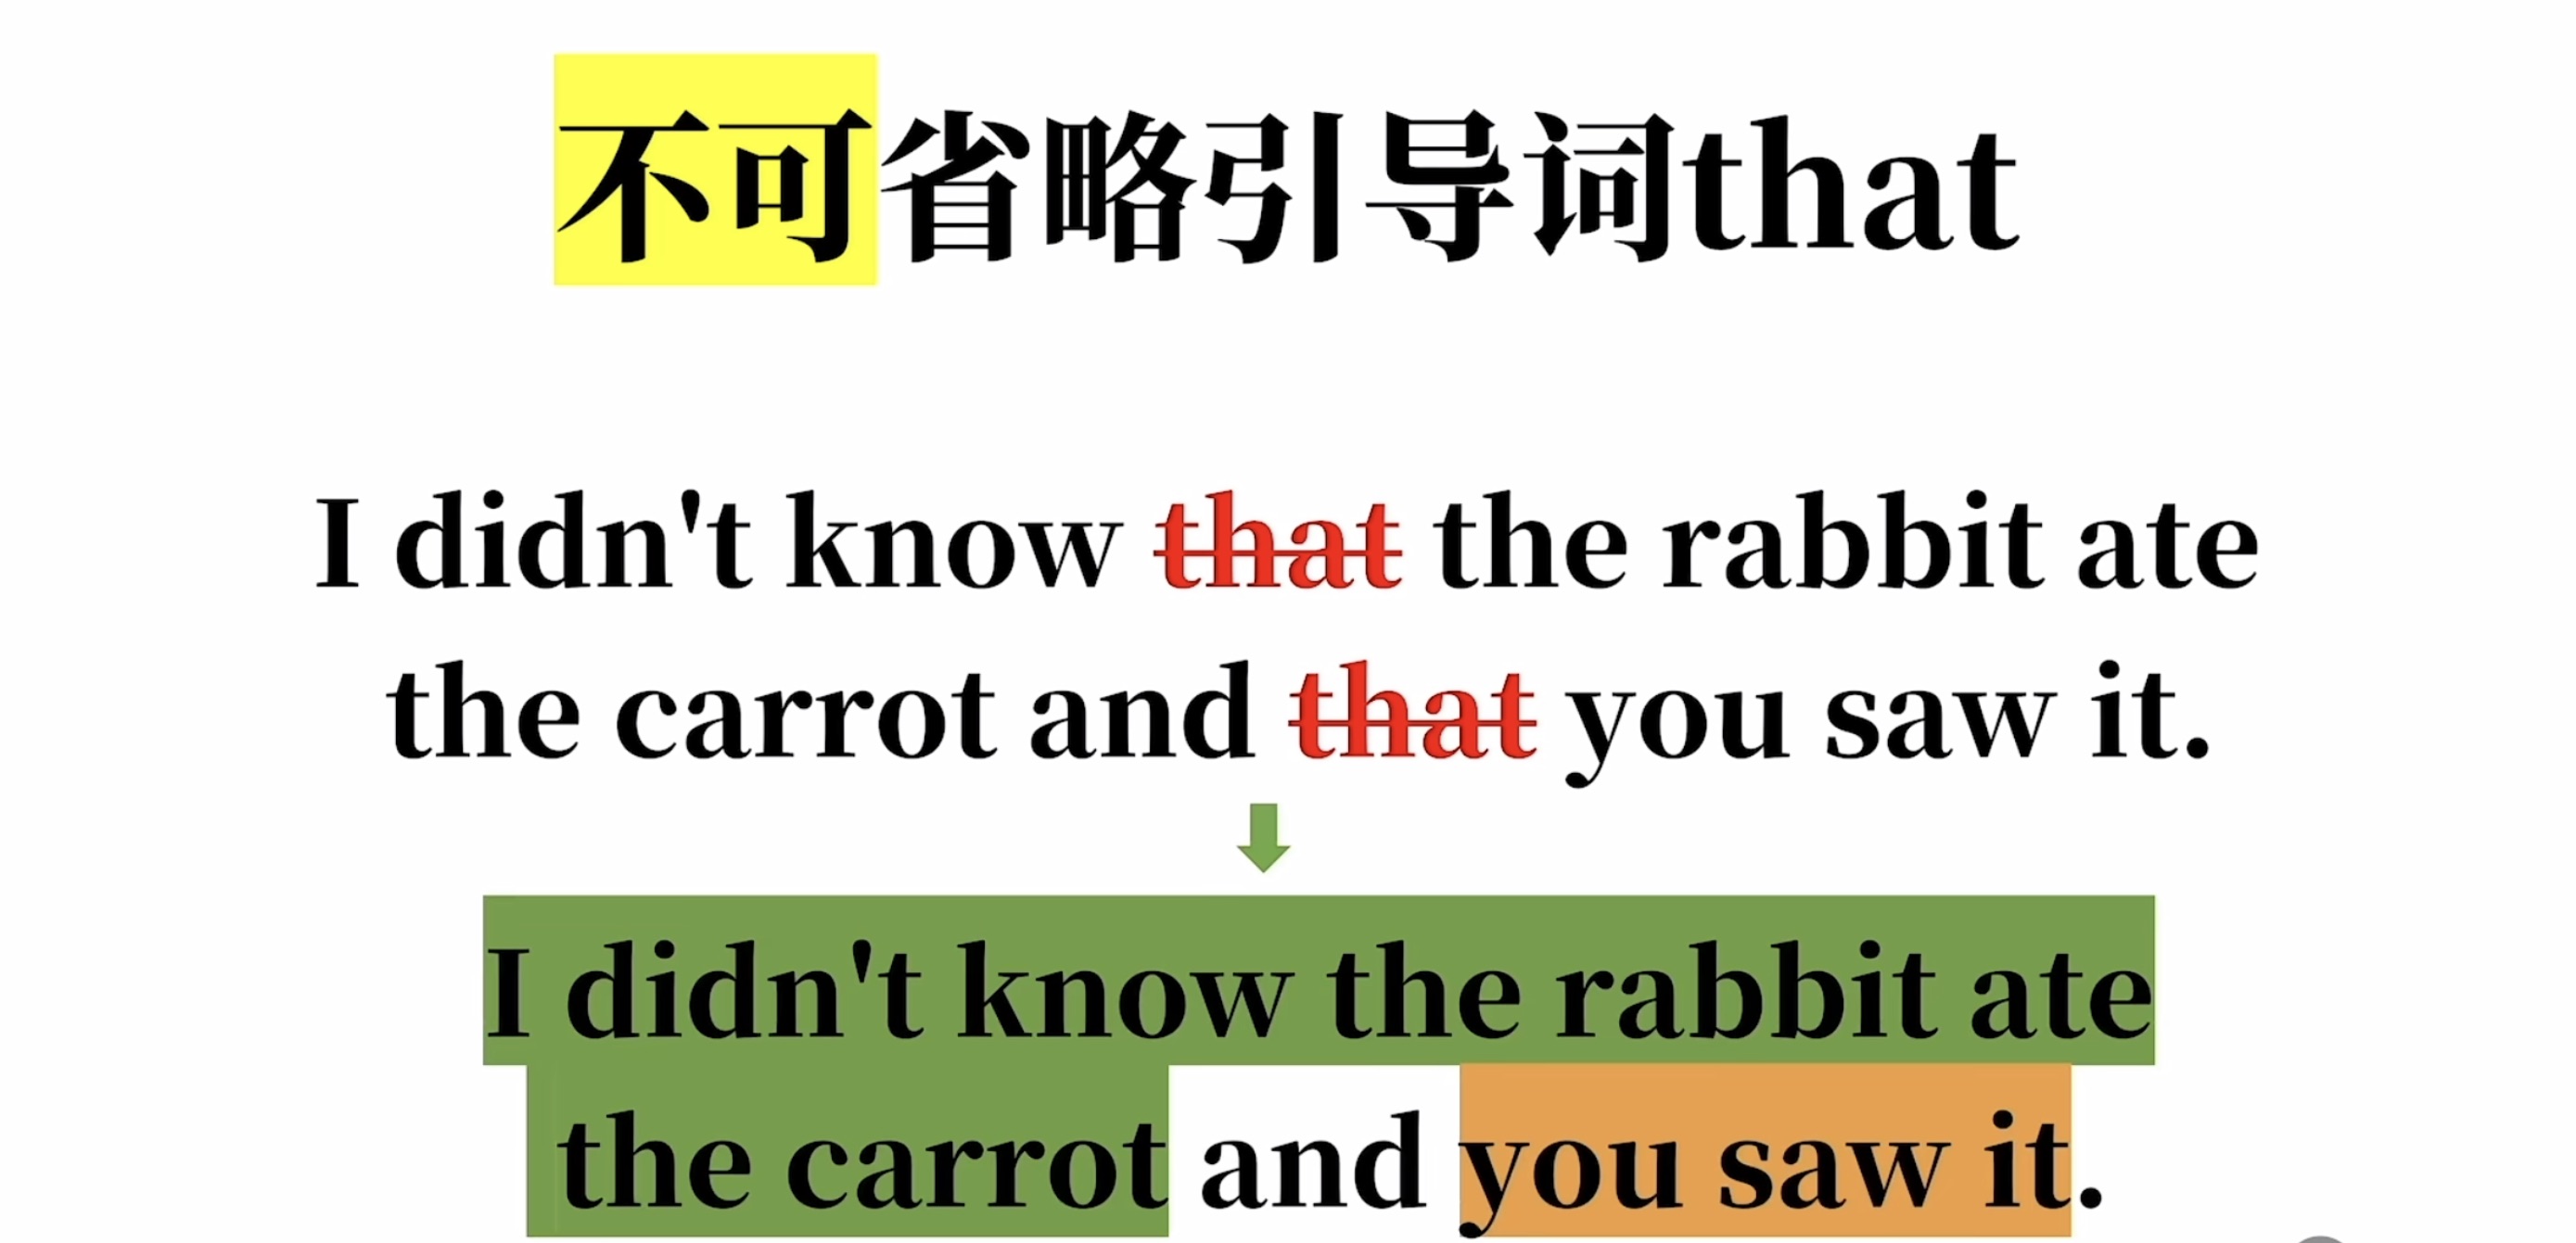 不可省略引导词that
I didn't know that the rabbit ate
the carrot and that you saw it.
I didn't know the rabbit ate
the carrot and you saw it.